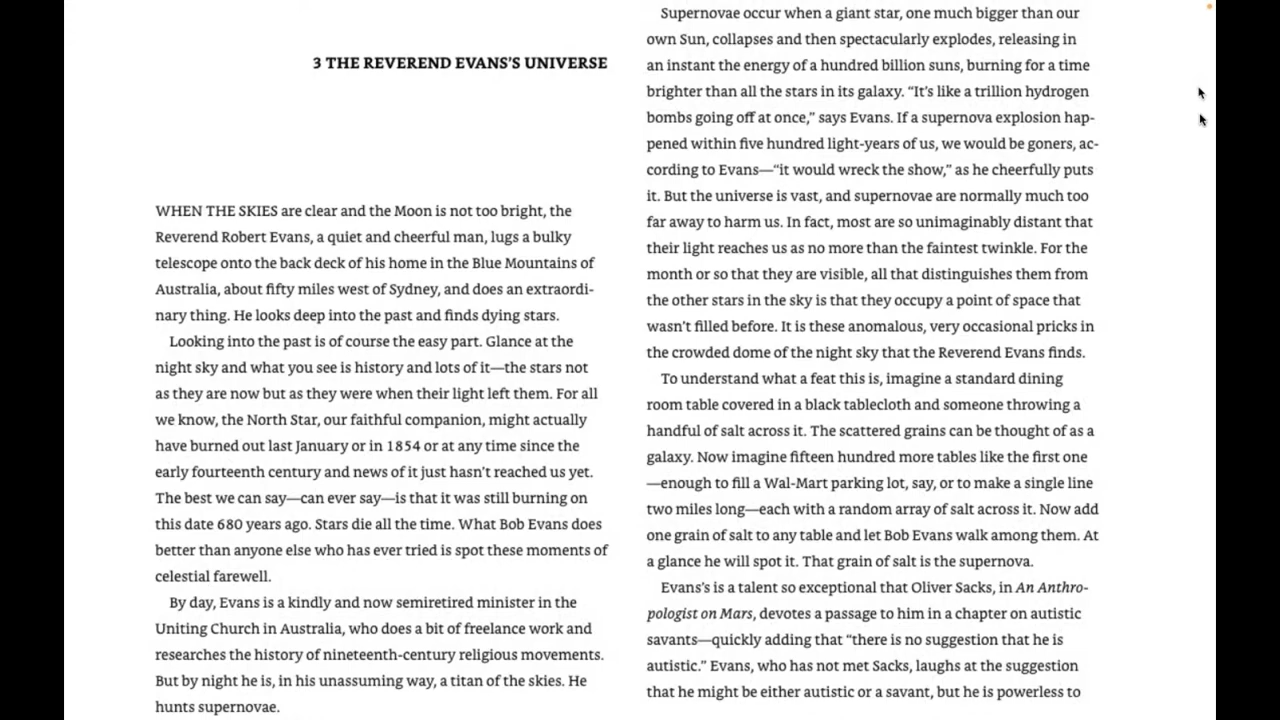 3 THE REVEREND EVANS'S UNIVERSE
WHEN THE SKIES are clear and the Moon is not too bright, the
Reverend Robert Evans, a quiet and cheerful man, lugs a bulky
telescope onto the back deck of his home in the Blue Mountains of
Australia, about fifty miles west of Sydney, and does an extraordi-
nary thing. He looks deep into the past and finds dying stars.
Looking into the past is of course the easy part. Glance at the
night sky and what you see is history and lots of it—the stars not
as they are now but as they were when their light left them. For all
we know, the North Star, our faithful companion, might actually
have burned out last January or in 1854 or at any time since the
early fourteenth century and news of it just hasn't reached us yet.
The best we can say—can ever say—is that it was still burning on
this date 680 years ago. Stars die all the time. What Bob Evans does
better than anyone else who has ever tried is spot these moments of
celestial farewell.
By day, Evans is a kindly and now semiretired minister in the
Uniting Church in Australia, who does a bit of freelance work and
researches the history of nineteenth-century religious movements.
But by night he is, in his unassuming way, a titan of the skies. He
hunts supernovae.
Supernovae occur when a giant star, one much bigger than our
own Sun, collapses and then spectacularly explodes, releasing in
an instant the energy of a hundred billion suns, burning for a time
brighter than all the stars in its galaxy. “It's like a trillion hydrogen
bombs going off at once,” says Evans. If a supernova explosion hap-
pened within five hundred light-years of us, we would be goners, ac-
cording to Evans—“it would wreck the show,” as he cheerfully puts
it. But the universe is vast, and supernovae are normally much too
far away to harm us. In fact, most are so unimaginably distant that
their light reaches us as no more than the faintest twinkle. For the
month or so that they are visible, all that distinguishes them from
the other stars in the sky is that they occupy a point of space that
wasn't filled before. It is these anomalous, very occasional pricks in
the crowded dome of the night sky that the Reverend Evans finds.
To understand what a feat this is, imagine a standard dining
room table covered in a black tablecloth and someone throwing a
handful of salt across it. The scattered grains can be thought of as a
galaxy. Now imagine fifteen hundred more tables like the first one
—enough to fill a Wal-Mart parking lot, say, or to make a single line
two miles long—each with a random array of salt across it. Now add
one grain of salt to any table and let Bob Evans walk among them. At
a glance he will spot it. That grain of salt is the supernova.
Evans's is a talent so exceptional that Oliver Sacks, in An Anthro-
pologist on Mars, devotes a passage to him in a chapter on autistic
savants—quickly adding that “there is no suggestion that he is
autistic.” Evans, who has not met Sacks, laughs at the suggestion
that he might be either autistic or a savant, but he is powerless to